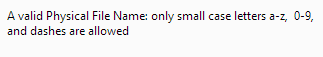 A valid Physical File Name: only small case letters a-z,  0-9,
and dashes are allowed